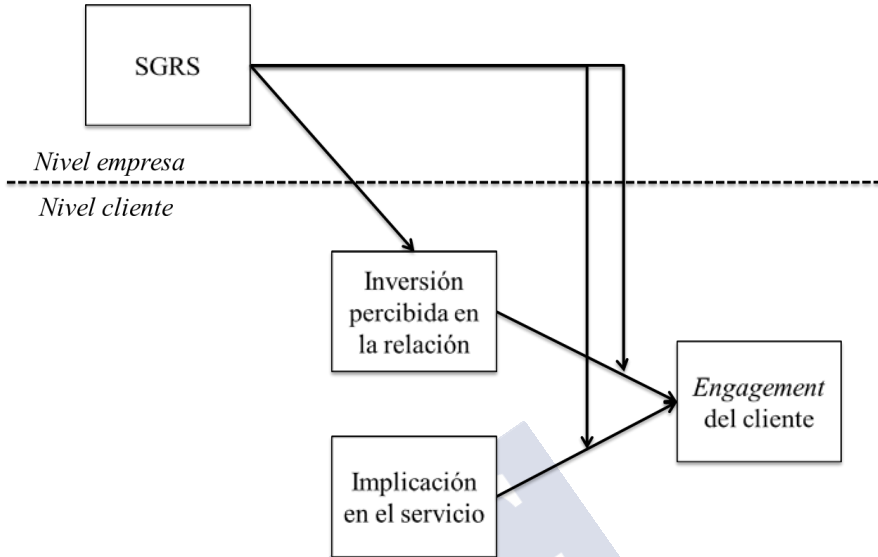 SGRS
Nivel empresa
Nivel cliente
Inversión
percibida en
la relación
Engagement
del cliente
Implicación
en el servicio